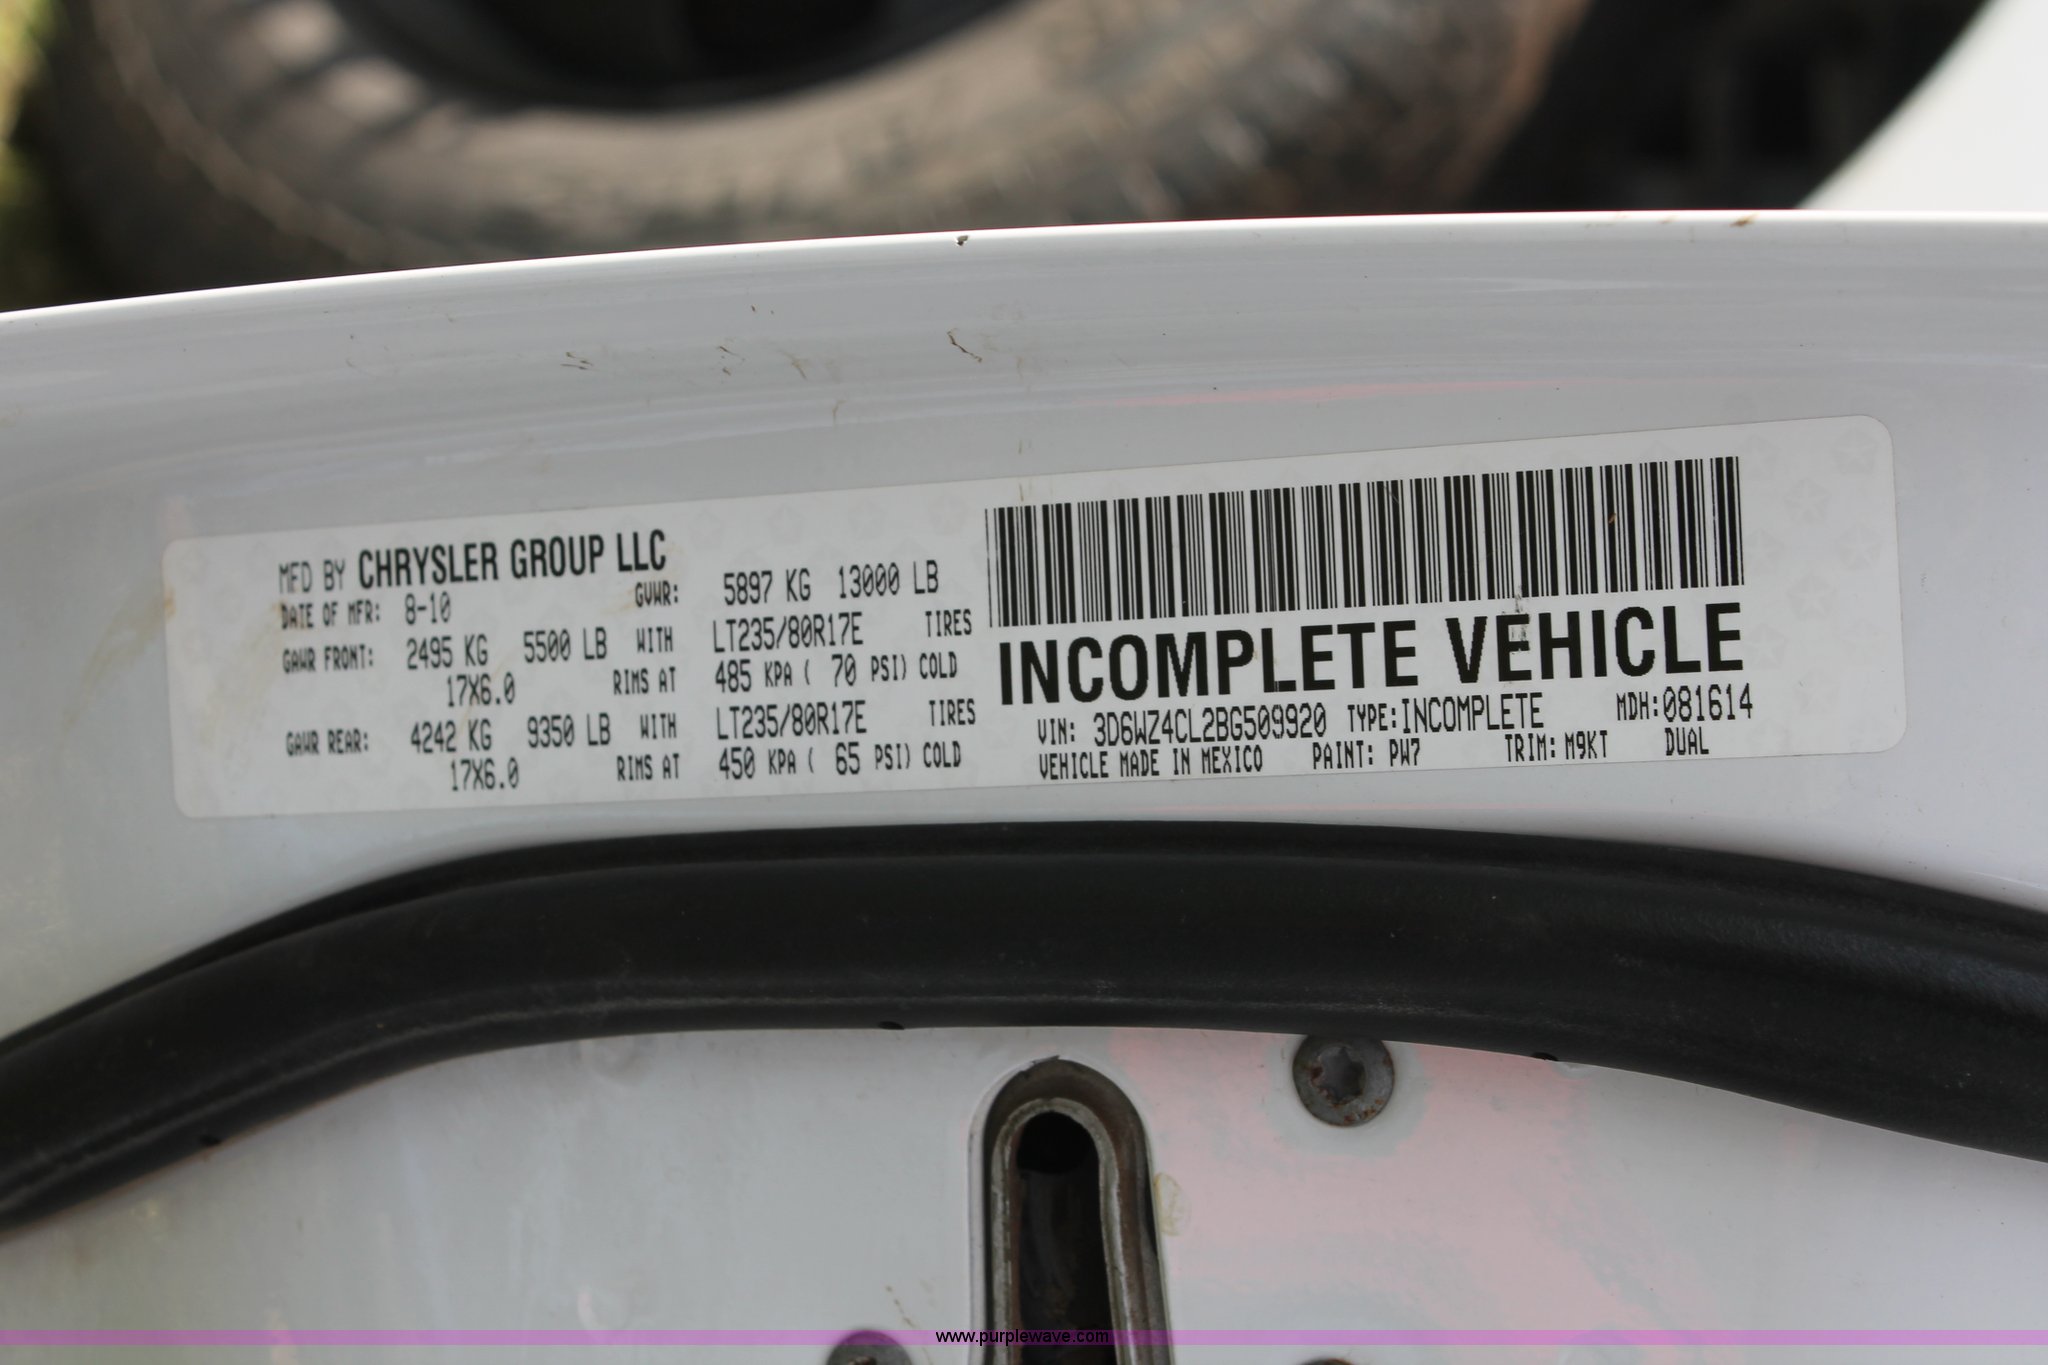 MFD BY CHRYSLER GROUP LLC
DATE OF MFR: 8-10 GVWR: 5897 KG 13000 LB
GAWR FRONT: 2495 KG 5500 LB WITH LT235/80R17E TIRES
17X6.0 RIMS AT 485 KPA ( 70 PSI) COLD
GAWR REAR: 4242 KG 9350 LB WITH LT235/80R17E TIRES
17X6.0 RIMS AT 450 KPA ( 65 PSI) COLD
INCOMPLETE VEHICLE
VIN: 3D6WZ4CL2BG509920 TYPE:INCOMPLETE MDH:081614
VEHICLE MADE IN MEXICO PAINT: PW7 TRIM: M9KT DUAL
www.purplewave.com